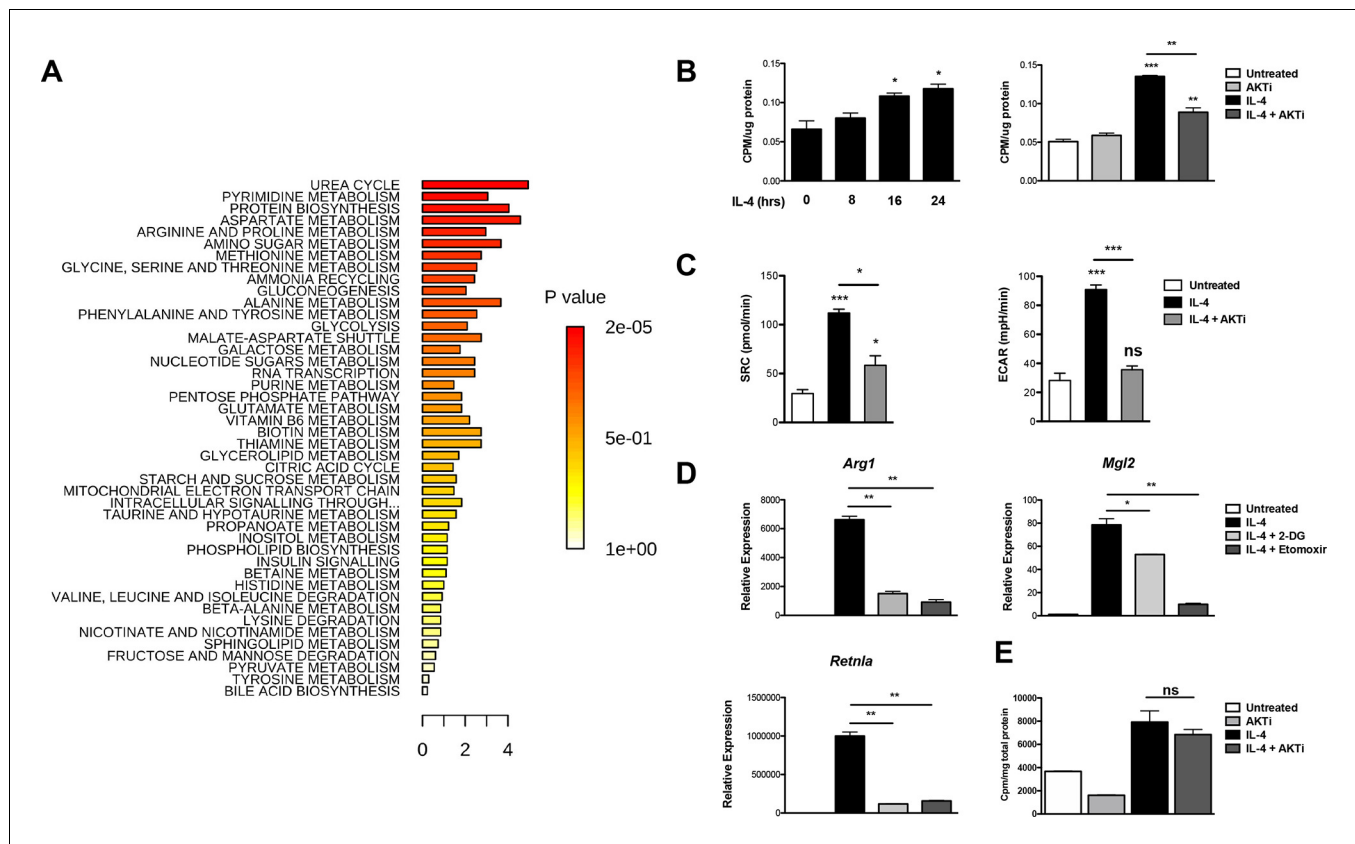 A
UREA CYCLE
PYRIMIDINE METABOLISM
PROTEIN BIOSYNTHESIS
ASPARTATE METABOLISM
ARGININE AND PROLINE METABOLISM
AMINO SUGAR METABOLISM
METHIONINE METABOLISM
GLYCINE, SERINE AND THREONINE METABOLISM
AMMONIA RECYCLING
GLUCONEOGENESIS
ALANINE METABOLISM
PHENYLALANINE AND TYROSINE METABOLISM
GLYCOLYSIS
MALATE-ASPARTATE SHUTTLE
GALACTOSE METABOLISM
NUCLEOTIDE SUGARS METABOLISM
RNA TRANSCRIPTION
PURINE METABOLISM
PENTOSE PHOSPHATE PATHWAY
GLUTAMATE METABOLISM
VITAMIN B6 METABOLISM
BIOTIN METABOLISM
THIAMINE METABOLISM
GLYCEROLIPID METABOLISM
CITRIC ACID CYCLE
STARCH AND SUCROSE METABOLISM
MITOCHONDRIAL ELECTRON TRANSPORT CHAIN
INTRACELLULAR SIGNALLING THROUGH...
TAURINE AND HYPOTAURINE METABOLISM
PROPANOATE METABOLISM
INOSITOL METABOLISM
PHOSPHOLIPID BIOSYNTHESIS
INSULIN SIGNALLING
BETAINE METABOLISM
HISTIDINE METABOLISM
VALINE, LEUCINE AND ISOLEUCINE DEGRADATION
BETA-ALANINE METABOLISM
LYSINE DEGRADATION
NICOTINATE AND NICOTINAMIDE METABOLISM
SPHINGOLIPID METABOLISM
FRUCTOSE AND MANNOSE DEGRADATION
PYRUVATE METABOLISM
TYROSINE METABOLISM
BILE ACID BIOSYNTHESIS
0 2 4
P value
2e-05
5e-01
1e+00
B
CPM/ug protein
0.15
0.10
0.05
0.00
* *
IL-4 (hrs) 0 8 16 24
CPM/ug protein
0.15
0.10
0.05
0.00
**
***
**
Untreated
AKTi
IL-4
IL-4 + AKTi
C
SRC (pmol/min)
150
100
50
0
*
***
*
ECAR (mpH/min)
100
80
60
40
20
0
***
***
ns
Untreated
IL-4
IL-4 + AKTi
D
Arg1
Relative Expression
8000
6000
4000
2000
0
**
**
Mgl2
Relative Expression
100
80
60
40
20
0
**
*
Untreated
IL-4
IL-4 + 2-DG
IL-4 + Etomoxir
Retnla
Relative Expression
1500000
1000000
500000
0
**
**
E
Cpm/mg total protein
10000
8000
6000
4000
2000
0
ns
Untreated
AKTi
IL-4
IL-4 + AKTi